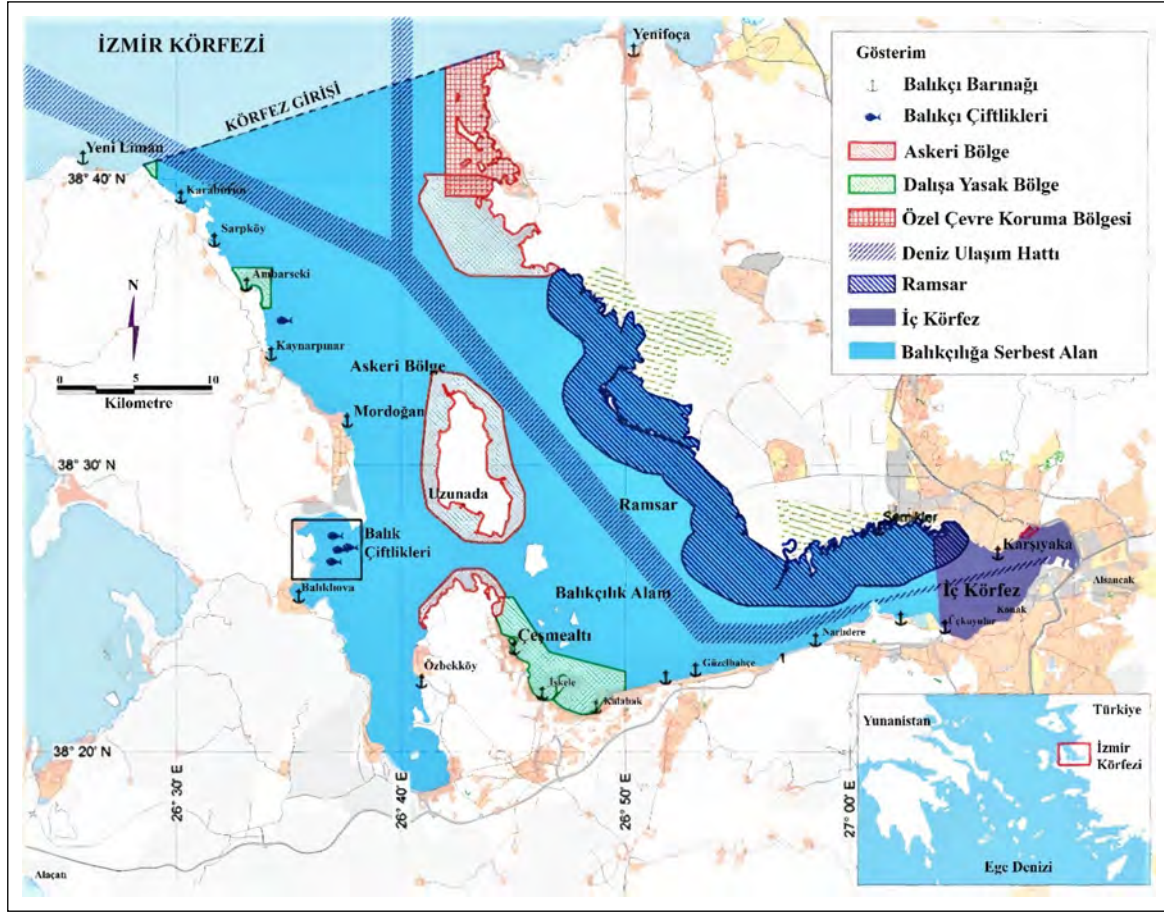 İZMİR KÖRFEZİ
KÖRFEZ GİRİŞİ
Yenifoça
Yeni Liman
38° 40' N
Karaburun
Sarpköy
Ambarseki
Kaynarpınar
N
0 5 10
Kilometre
Askeri Bölge
Mordoğan
38° 30' N
Uzunada
Ramsar
Balık
Çiftlikleri
Balıklıova
Balıkçılık Alanı
Çeşmealtı
Özbekköy
İskele
Kalabak
Güzelbahçe
Narlıdere
Üçkuyular
Konak
İç Körfez
Karşıyaka
Alsancak
38° 20' N
26° 30' E
26° 40' E
26° 50' E
27° 00' E
Alaçatı
Gösterim
Balıkçı Barınağı
Balıkçı Çiftlikleri
Askeri Bölge
Dalışa Yasak Bölge
Özel Çevre Koruma Bölgesi
Deniz Ulaşım Hattı
Ramsar
İç Körfez
Balıkçılığa Serbest Alan
Yunanistan
Türkiye
İzmir
Körfezi
Ege Denizi